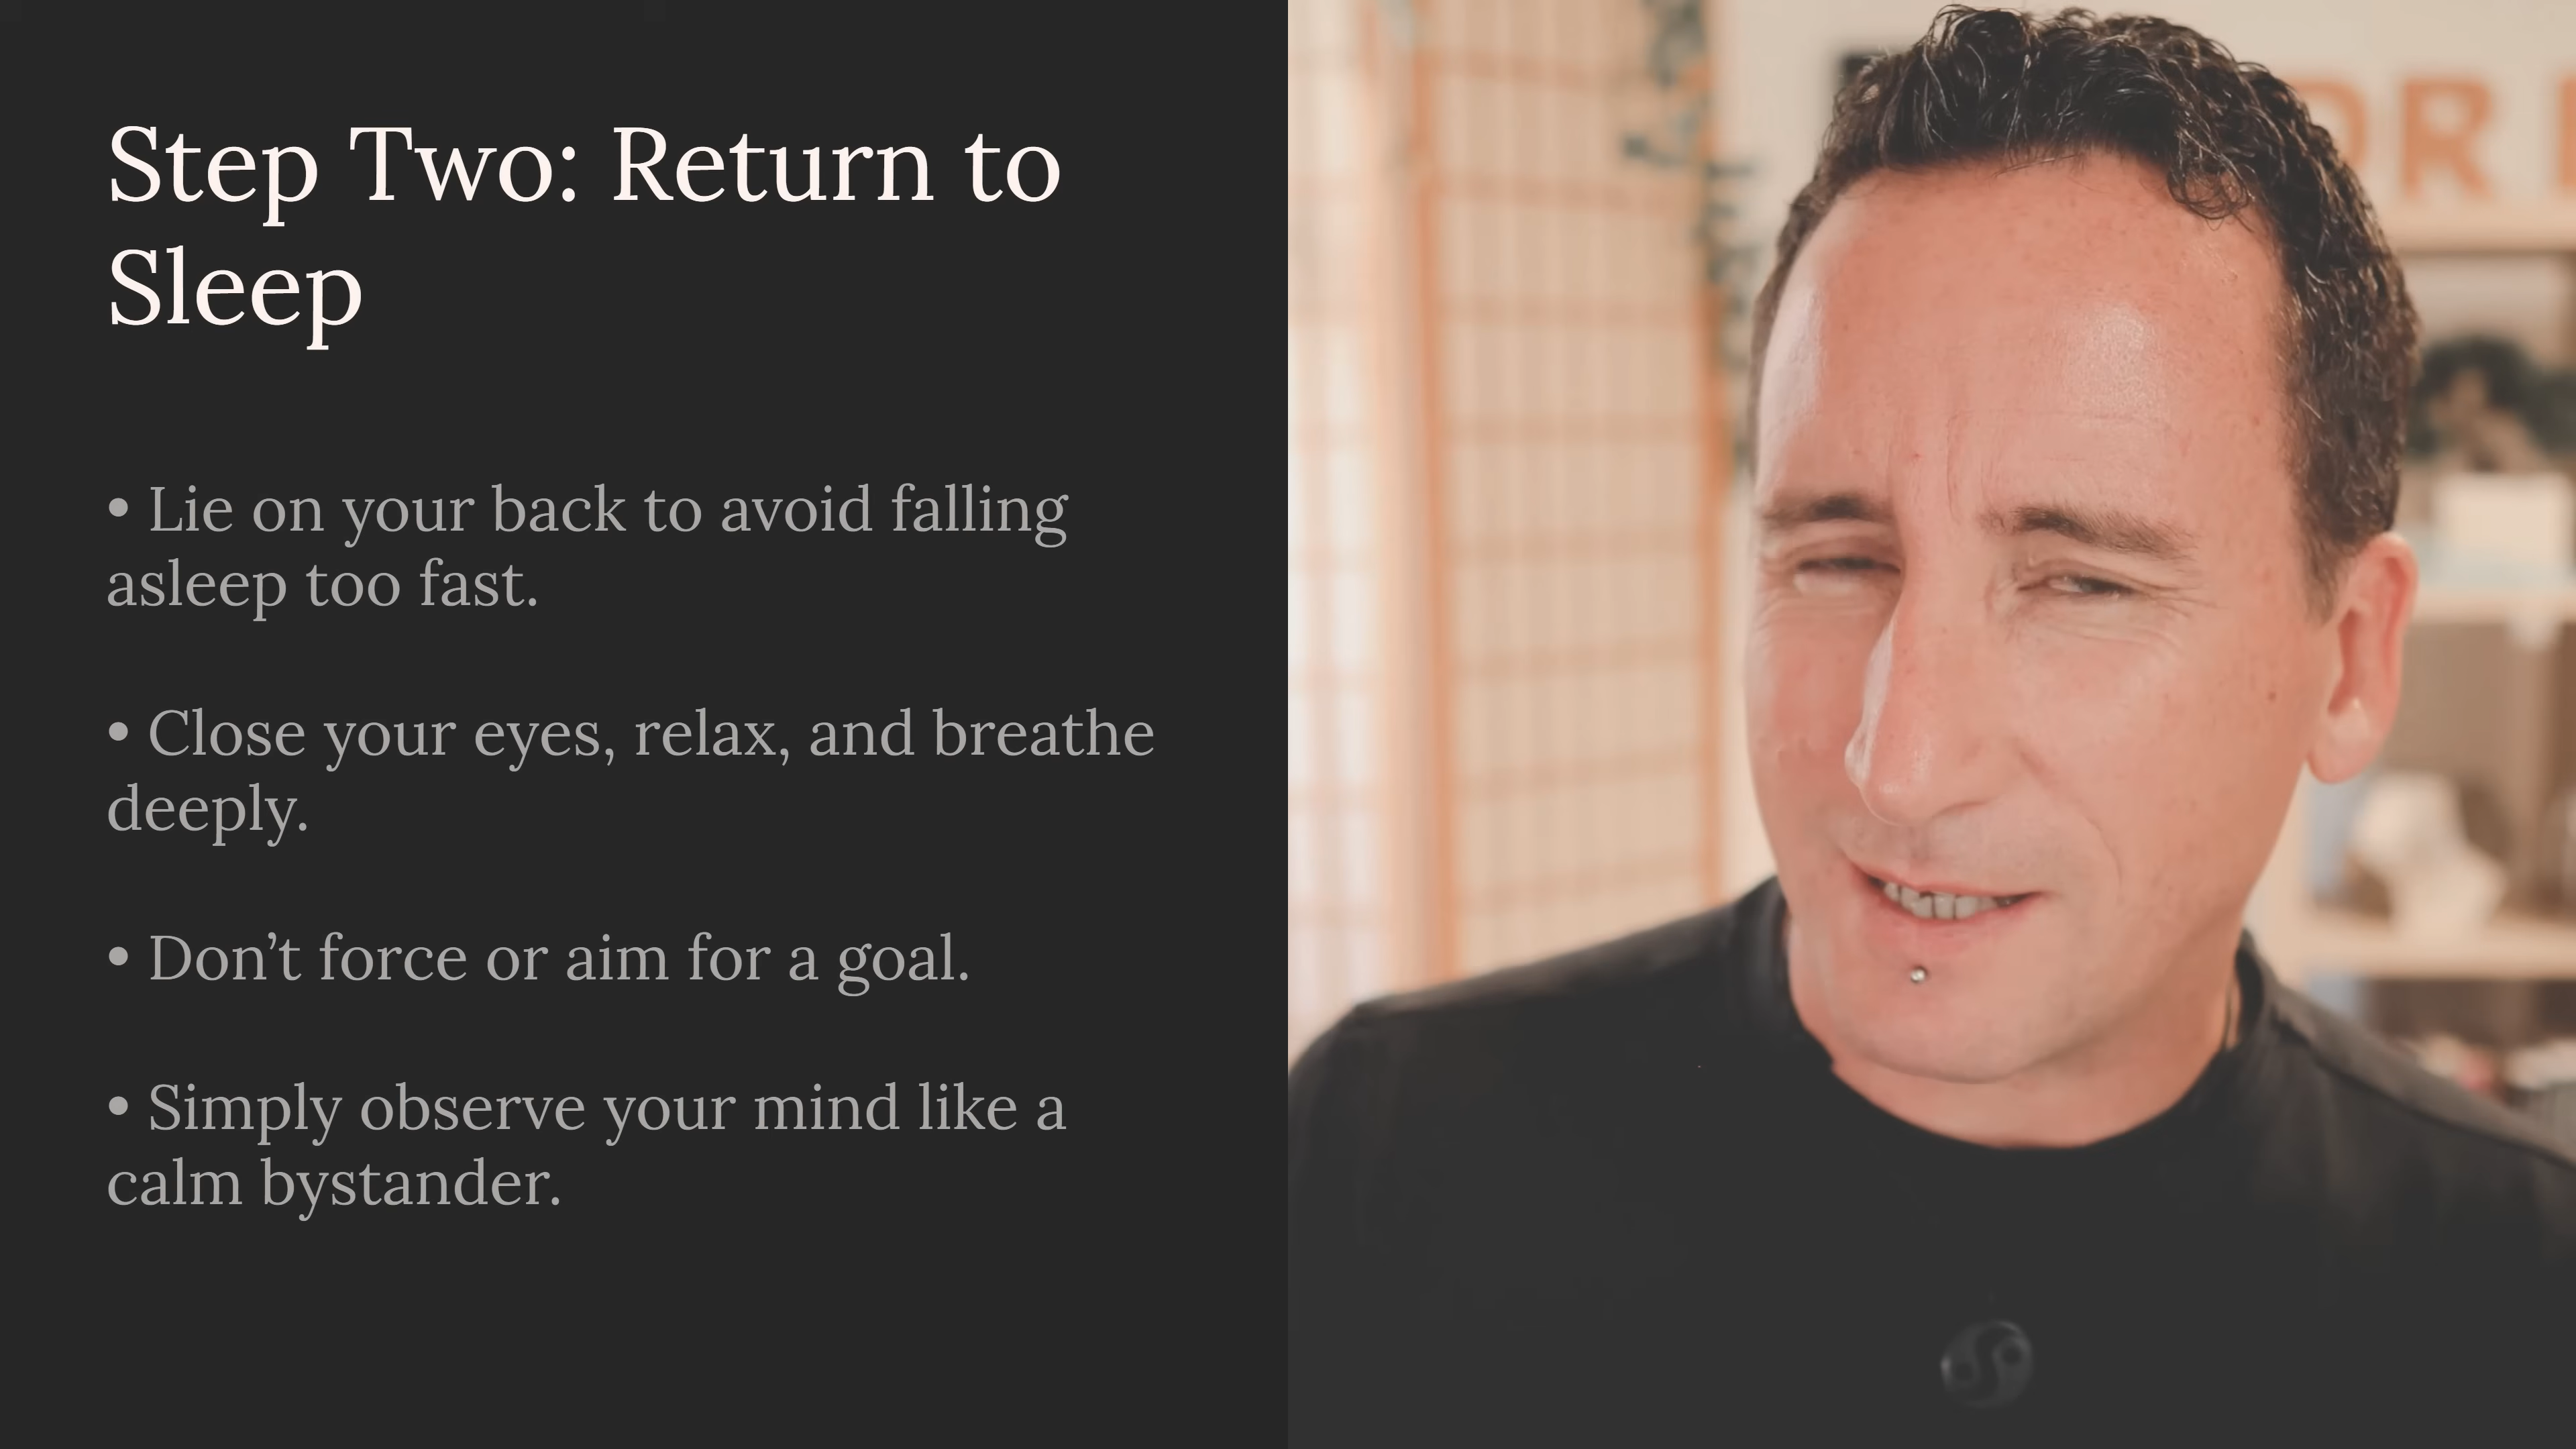 Step Two: Return to
Sleep
• Lie on your back to avoid falling
asleep too fast.
• Close your eyes, relax, and breathe
deeply.
• Don’t force or aim for a goal.
• Simply observe your mind like a
calm bystander.
OR